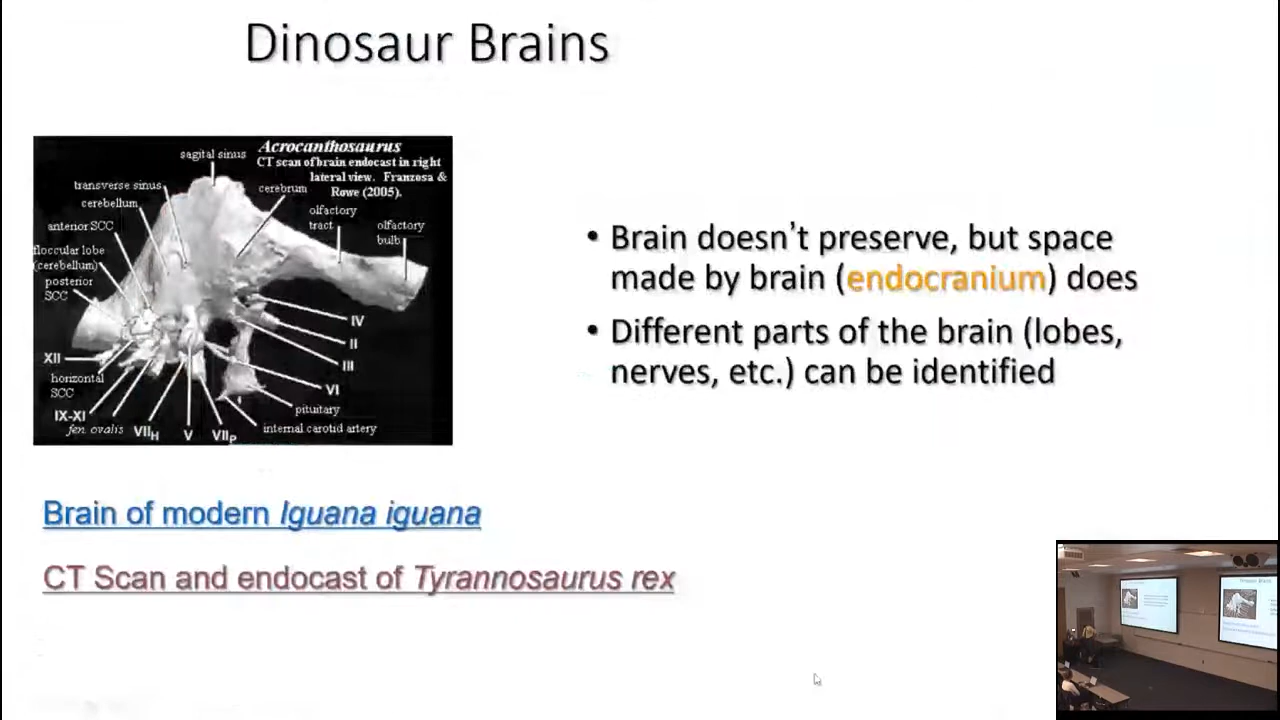 Dinosaur Brains
Acrocanthosaurus
CT scan of brain endocast in right
lateral view. Franzosa &
Rowe (2005).
sagital sinus
transverse sinus
cerebellum
cerebrum
anterior SCC
olfactory
tract
olfactory
bulb
floccular lobe
(cerebellum)
posterior
SCC
IV
II
III
XII
horizontal
SCC
VI
IX-XI
pituitary
fen. ovalis
VIIH
V
VIIP
internal carotid artery
• Brain doesn't preserve, but space
made by brain (endocranium) does
• Different parts of the brain (lobes,
nerves, etc.) can be identified
Brain of modern Iguana iguana
CT Scan and endocast of Tyrannosaurus rex
Dinosaur Brains